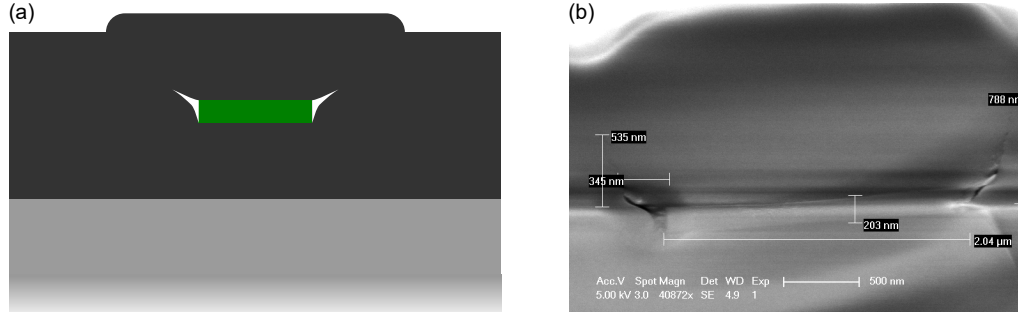 (a)
(b)
788 nm
535 nm
345 nm
203 nm
2.04 µm
Acc.V Spot Magn Det WD Exp
5.00 kV 3.0 40872x SE 4.9 1
500 nm